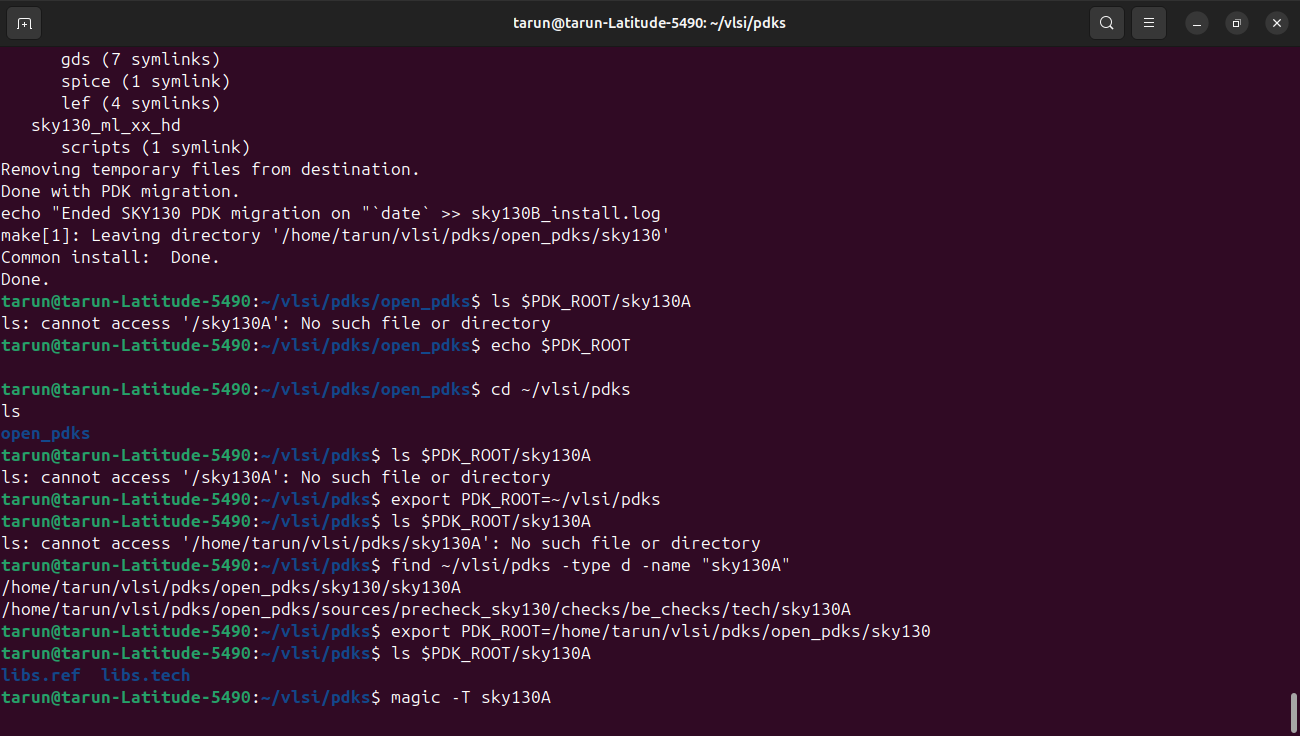 tarun@tarun-Latitude-5490: ~/vlsi/pdks
gds (7 symlinks)
spice (1 symlink)
lef (4 symlinks)
sky130_ml_xx_hd
scripts (1 symlink)
Removing temporary files from destination.
Done with PDK migration.
echo "Ended SKY130 PDK migration on "`date` >> sky130B_install.log
make[1]: Leaving directory '/home/tarun/vlsi/pdks/open_pdks/sky130'
Common install:  Done.
Done.
tarun@tarun-Latitude-5490:~/vlsi/pdks/open_pdks$ ls $PDK_ROOT/sky130A
ls: cannot access '/sky130A': No such file or directory
tarun@tarun-Latitude-5490:~/vlsi/pdks/open_pdks$ echo $PDK_ROOT
tarun@tarun-Latitude-5490:~/vlsi/pdks/open_pdks$ cd ~/vlsi/pdks
ls
open_pdks
tarun@tarun-Latitude-5490:~/vlsi/pdks$ ls $PDK_ROOT/sky130A
ls: cannot access '/sky130A': No such file or directory
tarun@tarun-Latitude-5490:~/vlsi/pdks$ export PDK_ROOT=~/vlsi/pdks
tarun@tarun-Latitude-5490:~/vlsi/pdks$ ls $PDK_ROOT/sky130A
ls: cannot access '/home/tarun/vlsi/pdks/sky130A': No such file or directory
tarun@tarun-Latitude-5490:~/vlsi/pdks$ find ~/vlsi/pdks -type d -name "sky130A"
/home/tarun/vlsi/pdks/open_pdks/sky130/sky130A
/home/tarun/vlsi/pdks/open_pdks/sources/precheck_sky130/checks/be_checks/tech/sky130A
tarun@tarun-Latitude-5490:~/vlsi/pdks$ export PDK_ROOT=/home/tarun/vlsi/pdks/open_pdks/sky130
tarun@tarun-Latitude-5490:~/vlsi/pdks$ ls $PDK_ROOT/sky130A
libs.ref  libs.tech
tarun@tarun-Latitude-5490:~/vlsi/pdks$ magic -T sky130A